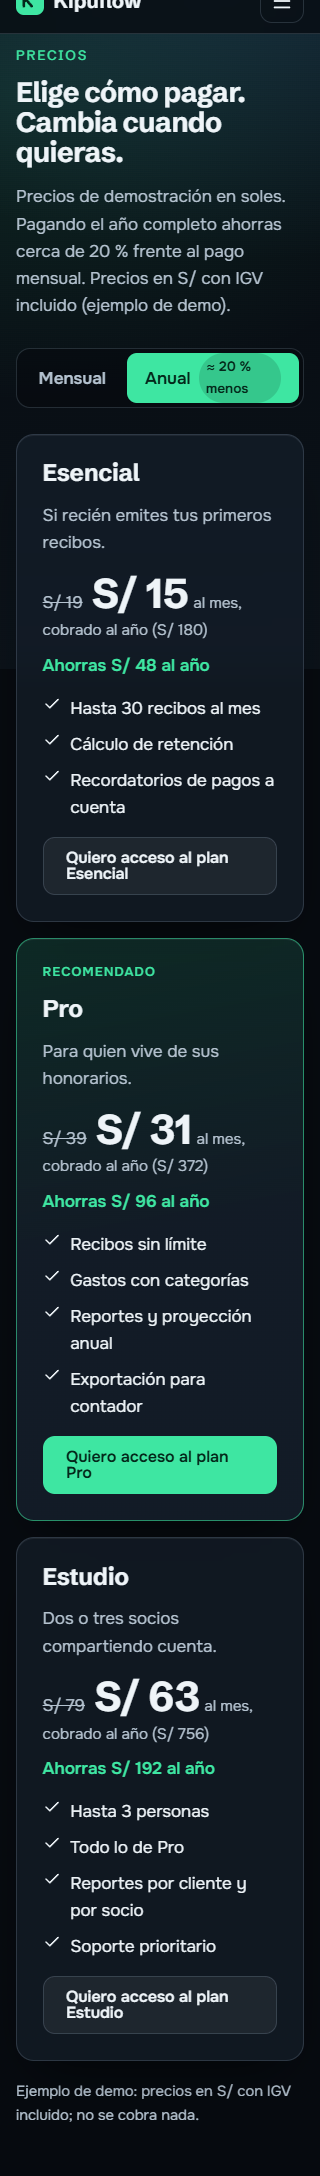 Kipuflow
PRECIOS
Elige cómo pagar.
Cambia cuando
quieras.
Precios de demostración en soles.
Pagando el año completo ahorras
cerca de 20 % frente al pago
mensual. Precios en S/ con IGV
incluido (ejemplo de demo).
Mensual
Anual
≈ 20 %
menos
Esencial
Si recién emites tus primeros
recibos.
S/ 19 S/ 15 al mes,
cobrado al año (S/ 180)
Ahorras S/ 48 al año
Hasta 30 recibos al mes
Cálculo de retención
Recordatorios de pagos a
cuenta
Quiero acceso al plan
Esencial
RECOMENDADO
Pro
Para quien vive de sus
honorarios.
S/ 39 S/ 31 al mes,
cobrado al año (S/ 372)
Ahorras S/ 96 al año
Recibos sin límite
Gastos con categorías
Reportes y proyección
anual
Exportación para
contador
Quiero acceso al plan
Pro
Estudio
Dos o tres socios
compartiendo cuenta.
S/ 79 S/ 63 al mes,
cobrado al año (S/ 756)
Ahorras S/ 192 al año
Hasta 3 personas
Todo lo de Pro
Reportes por cliente y
por socio
Soporte prioritario
Quiero acceso al plan
Estudio
Ejemplo de demo: precios en S/ con IGV
incluido; no se cobra nada.